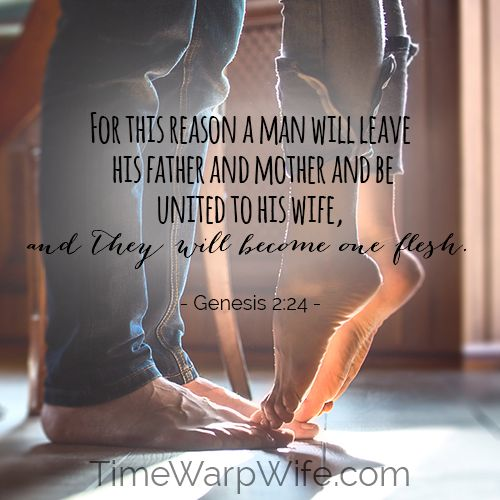 FOR THIS REASON A MAN WILL LEAVE
HIS FATHER AND MOTHER AND BE
UNITED TO HIS WIFE,
and they will become one flesh.
- Genesis 2:24 -
TimeWarpWife.com